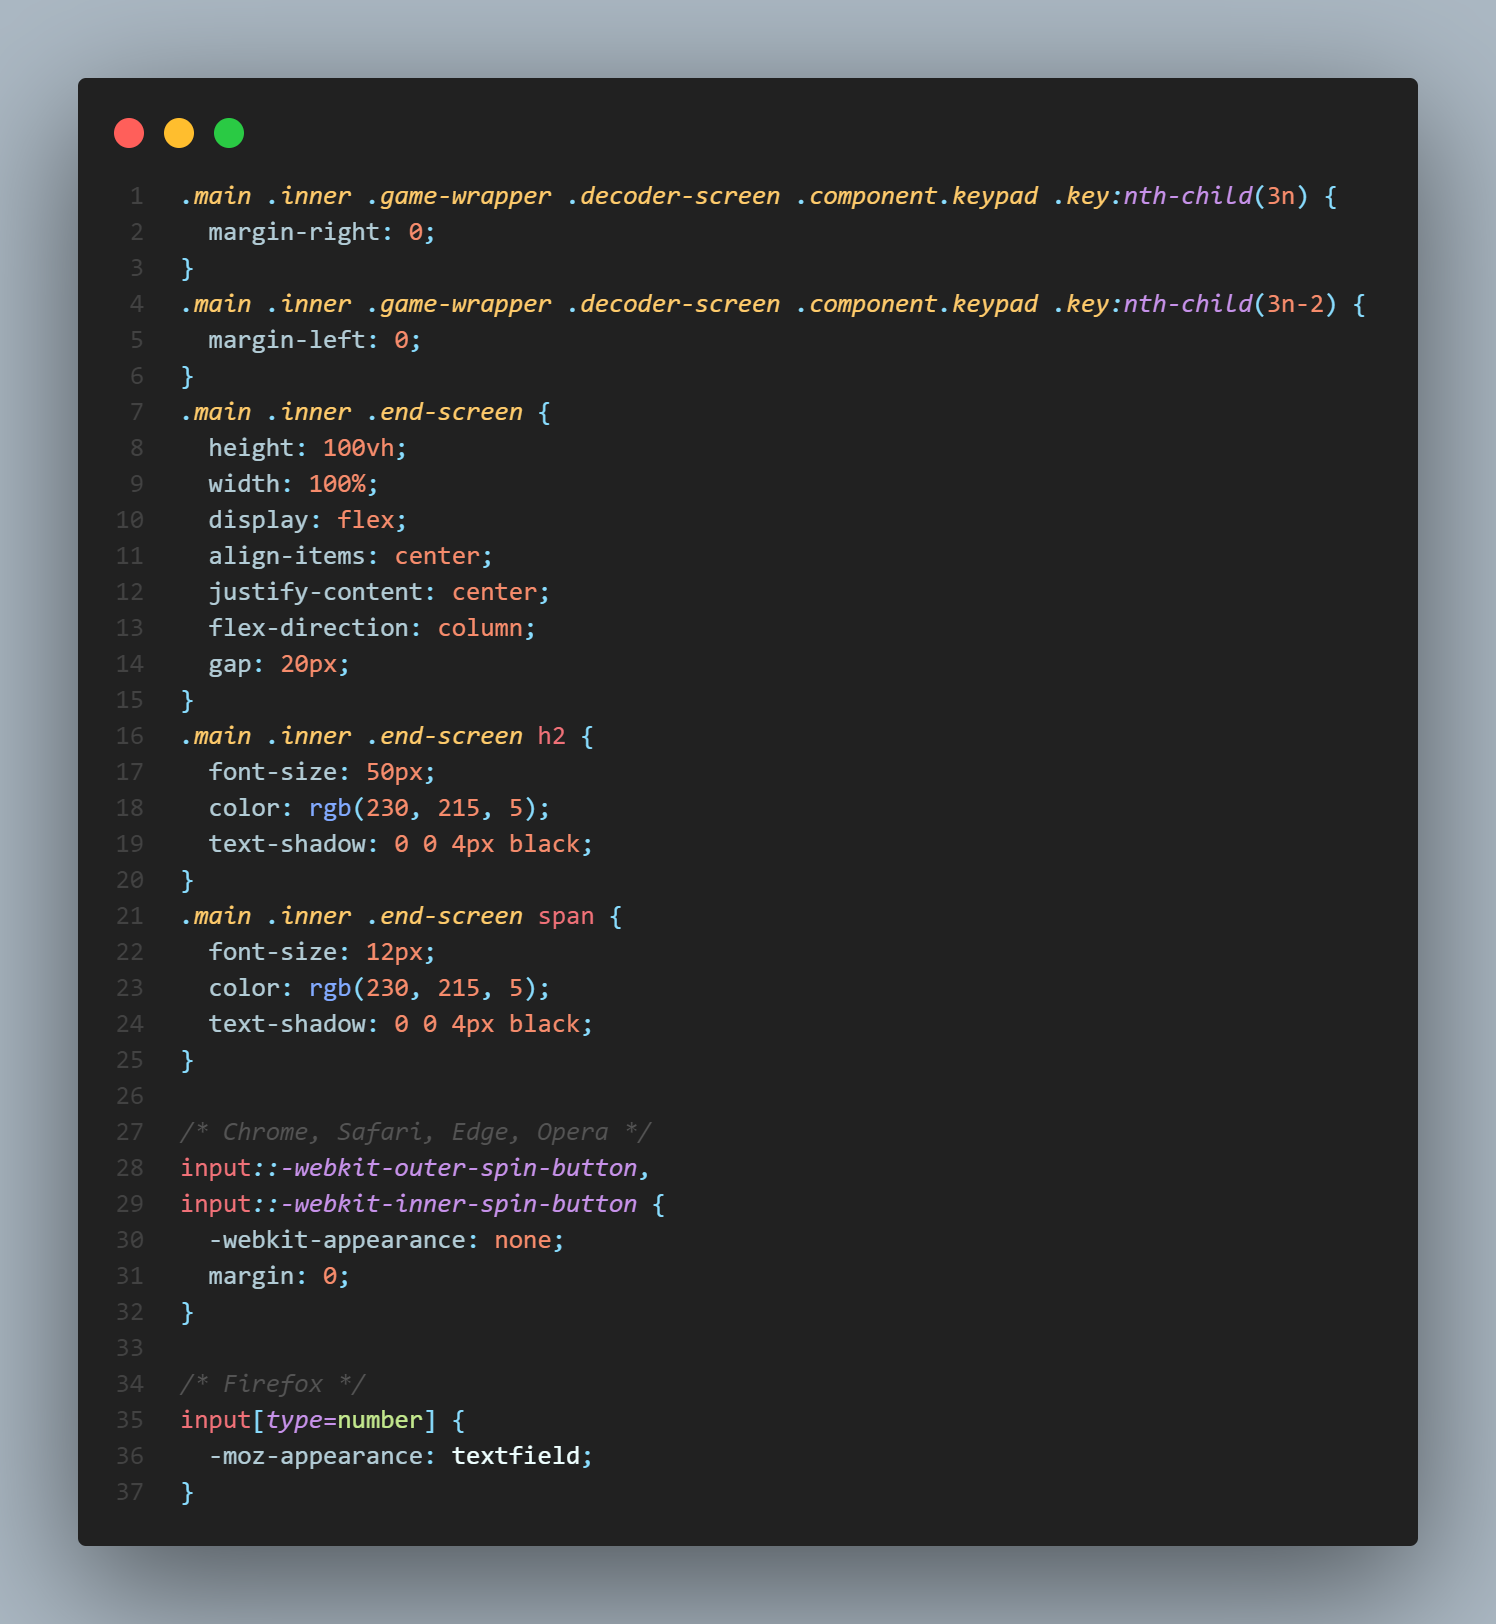 1 .main .inner .game-wrapper .decoder-screen .component.keypad .key:nth-child(3n) {
2   margin-right: 0;
3 }
4 .main .inner .game-wrapper .decoder-screen .component.keypad .key:nth-child(3n-2) {
5   margin-left: 0;
6 }
7 .main .inner .end-screen {
8   height: 100vh;
9   width: 100%;
10   display: flex;
11   align-items: center;
12   justify-content: center;
13   flex-direction: column;
14   gap: 20px;
15 }
16 .main .inner .end-screen h2 {
17   font-size: 50px;
18   color: rgb(230, 215, 5);
19   text-shadow: 0 0 4px black;
20 }
21 .main .inner .end-screen span {
22   font-size: 12px;
23   color: rgb(230, 215, 5);
24   text-shadow: 0 0 4px black;
25 }
26
27 /* Chrome, Safari, Edge, Opera */
28 input::-webkit-outer-spin-button,
29 input::-webkit-inner-spin-button {
30   -webkit-appearance: none;
31   margin: 0;
32 }
33
34 /* Firefox */
35 input[type=number] {
36   -moz-appearance: textfield;
37 }